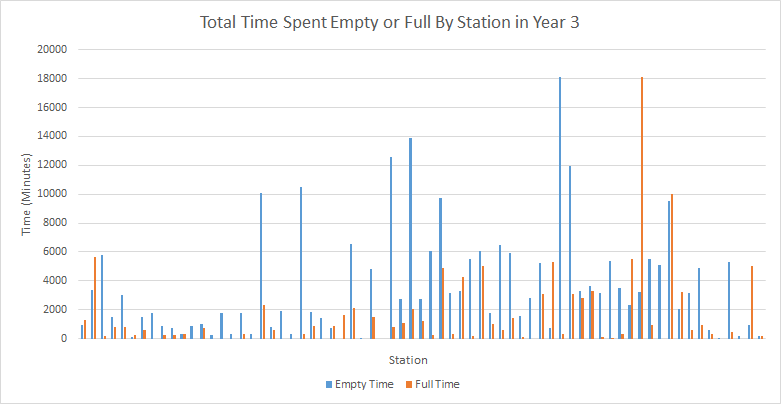 Total Time Spent Empty or Full By Station in Year 3
20000
18000
16000
14000
12000
10000
8000
6000
4000
2000
0
Time (Minutes)
Station
Empty Time
Full Time